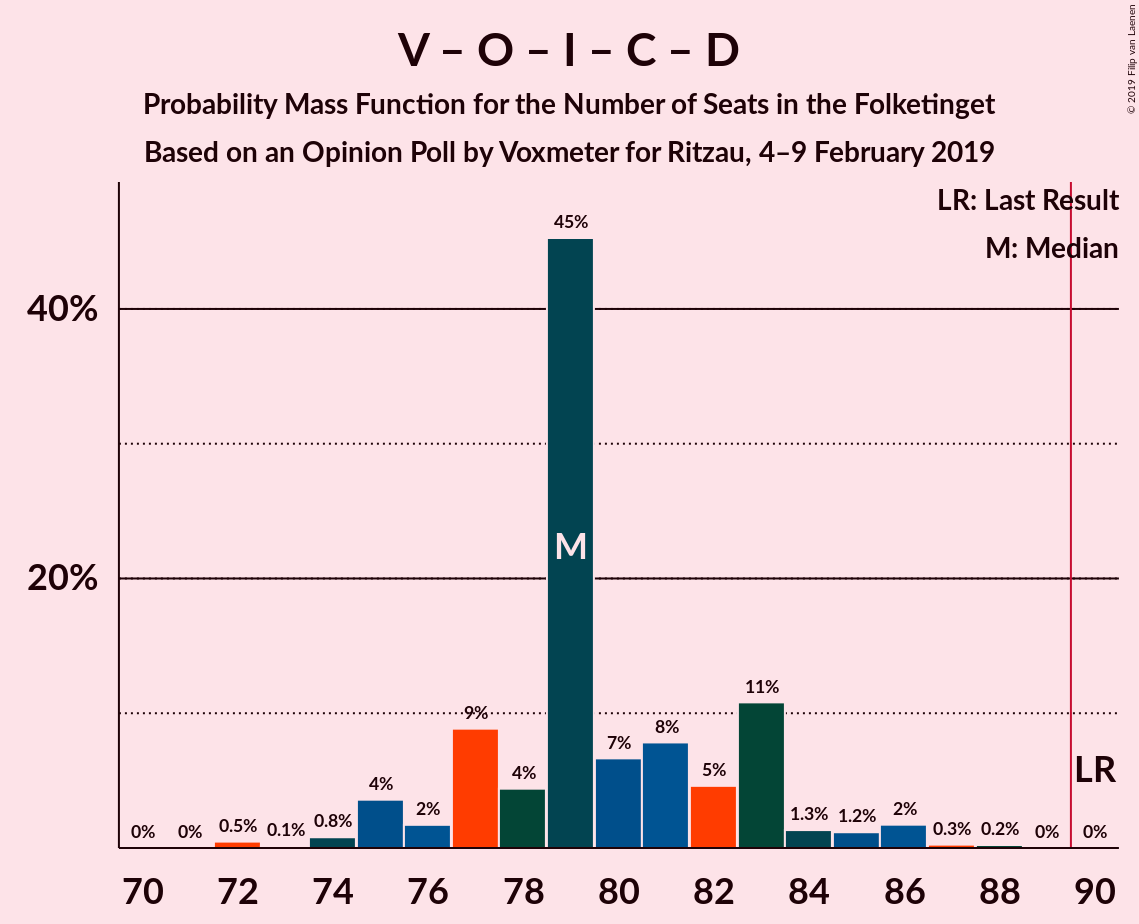 V – O – I – C – D
Probability Mass Function for the Number of Seats in the Folketinget
Based on an Opinion Poll by Voxmeter for Ritzau, 4–9 February 2019
© 2019 Filip van Laenen
LR: Last Result
M: Median
40%
20%
0% 0% 0.5% 0.1% 0.8% 4% 2% 9% 4% 45% 7% 8% 5% 11% 1.3% 1.2% 2% 0.3% 0.2% 0% 0%
M
LR
70 72 74 76 78 80 82 84 86 88 90